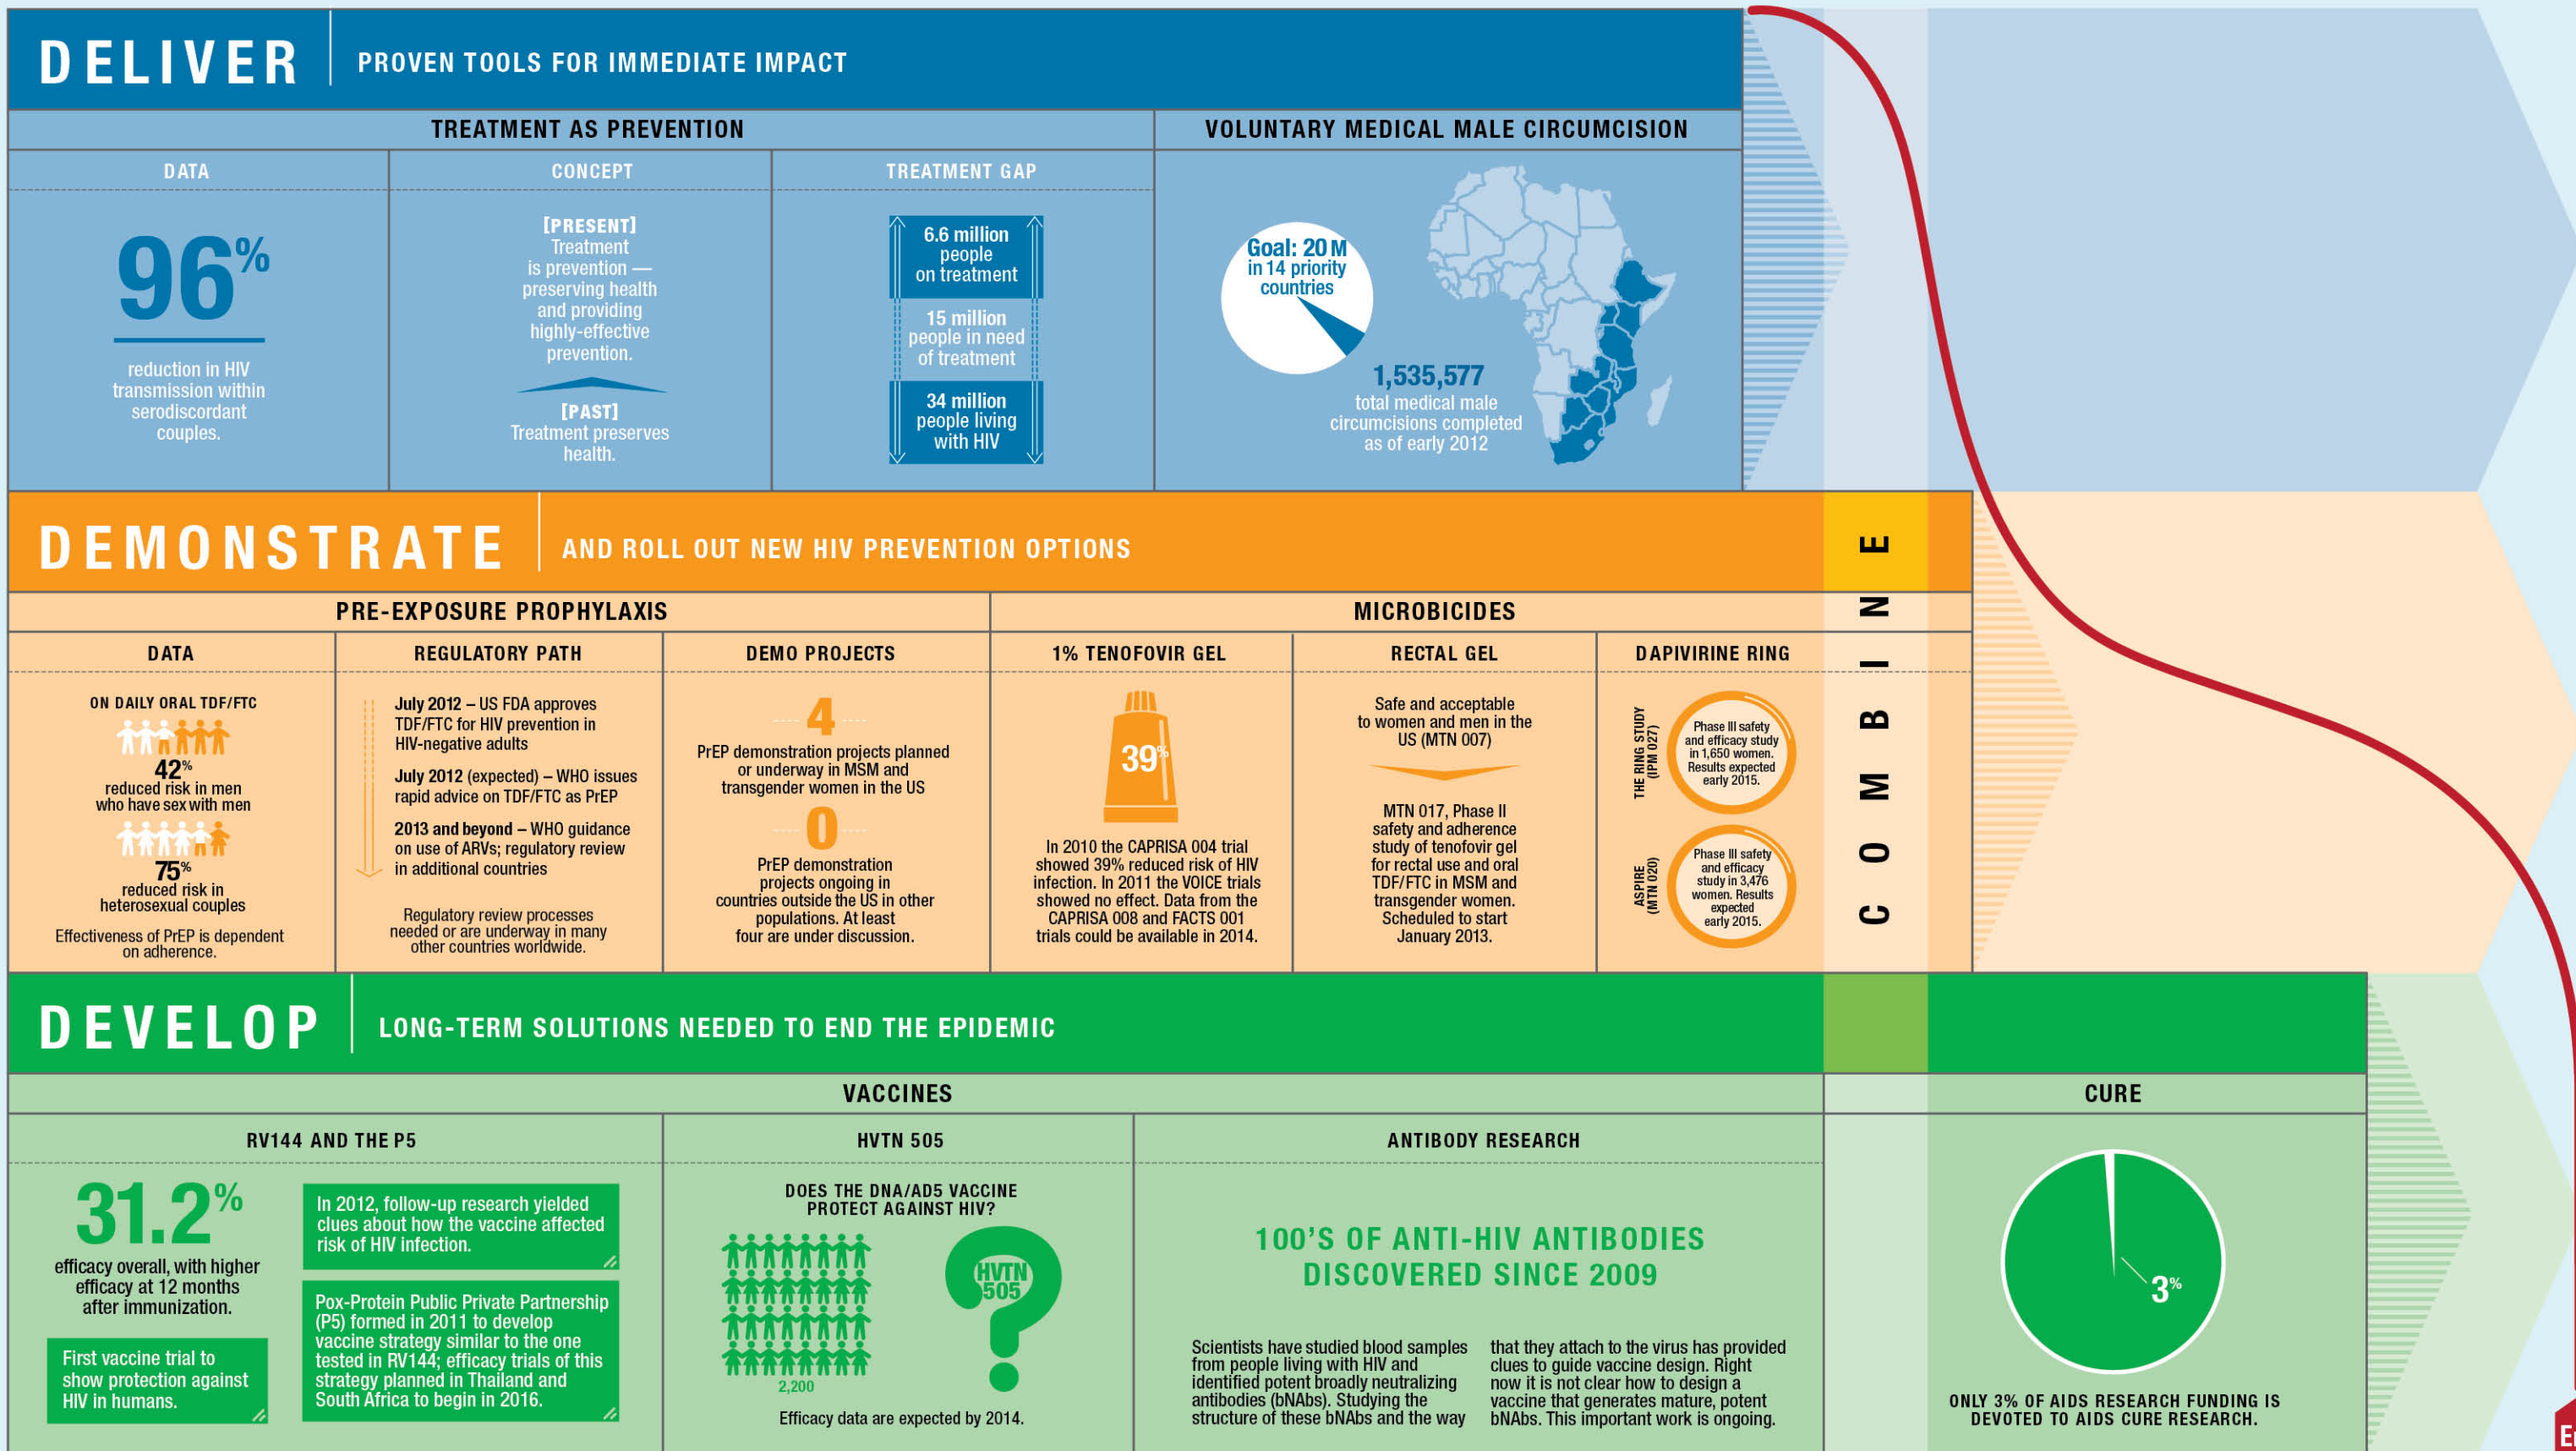 DELIVER
PROVEN TOOLS FOR IMMEDIATE IMPACT
TREATMENT AS PREVENTION
DATA
96%
reduction in HIV
transmission within
serodiscordant
couples.
CONCEPT
[PRESENT]
Treatment
is prevention —
preserving health
and providing
highly-effective
prevention.
[PAST]
Treatment preserves
health.
TREATMENT GAP
6.6 million
people
on treatment
15 million
people in need
of treatment
34 million
people living
with HIV
VOLUNTARY MEDICAL MALE CIRCUMCISION
Goal: 20 M
in 14 priority
countries
1,535,577
total medical male
circumcisions completed
as of early 2012
DEMONSTRATE
AND ROLL OUT NEW HIV PREVENTION OPTIONS
PRE-EXPOSURE PROPHYLAXIS
DATA
ON DAILY ORAL TDF/FTC
42%
reduced risk in men
who have sex with men
75%
reduced risk in
heterosexual couples
Effectiveness of PrEP is dependent
on adherence.
REGULATORY PATH
July 2012 – US FDA approves
TDF/FTC for HIV prevention in
HIV-negative adults
July 2012 (expected) – WHO issues
rapid advice on TDF/FTC as PrEP
2013 and beyond – WHO guidance
on use of ARVs; regulatory review
in additional countries
Regulatory review processes
needed or are underway in many
other countries worldwide.
DEMO PROJECTS
4
PrEP demonstration projects planned
or underway in MSM and
transgender women in the US
0
PrEP demonstration
projects ongoing in
countries outside the US in other
populations. At least
four are under discussion.
MICROBICIDES
1% TENOFOVIR GEL
39%
In 2010 the CAPRISA 004 trial
showed 39% reduced risk of HIV
infection. In 2011 the VOICE trials
showed no effect. Data from the
CAPRISA 008 and FACTS 001
trials could be available in 2014.
RECTAL GEL
Safe and acceptable
to women and men in the
US (MTN 007)
MTN 017, Phase II
safety and adherence
study of tenofovir gel
for rectal use and oral
TDF/FTC in MSM and
transgender women.
Scheduled to start
January 2013.
DAPIVIRINE RING
THE RING STUDY
(IPM 027)
Phase III safety
and efficacy study
in 1,650 women.
Results expected
early 2015.
ASPIRE
(MTN 020)
Phase III safety
and efficacy
study in 3,476
women. Results
expected
early 2015.
COMBINE
DEVELOP
LONG-TERM SOLUTIONS NEEDED TO END THE EPIDEMIC
VACCINES
RV144 AND THE P5
31.2%
efficacy overall, with higher
efficacy at 12 months
after immunization.
First vaccine trial to
show protection against
HIV in humans.
In 2012, follow-up research yielded
clues about how the vaccine affected
risk of HIV infection.
Pox-Protein Public Private Partnership
(P5) formed in 2011 to develop
vaccine strategy similar to the one
tested in RV144; efficacy trials of this
strategy planned in Thailand and
South Africa to begin in 2016.
HVTN 505
DOES THE DNA/AD5 VACCINE
PROTECT AGAINST HIV?
HVTN
505
2,200
Efficacy data are expected by 2014.
ANTIBODY RESEARCH
100'S OF ANTI-HIV ANTIBODIES
DISCOVERED SINCE 2009
Scientists have studied blood samples
from people living with HIV and
identified potent broadly neutralizing
antibodies (bNAbs). Studying the
structure of these bNAbs and the way
that they attach to the virus has provided
clues to guide vaccine design. Right
now it is not clear how to design a
vaccine that generates mature, potent
bNAbs. This important work is ongoing.
CURE
3%
ONLY 3% OF AIDS RESEARCH FUNDING IS
DEVOTED TO AIDS CURE RESEARCH.